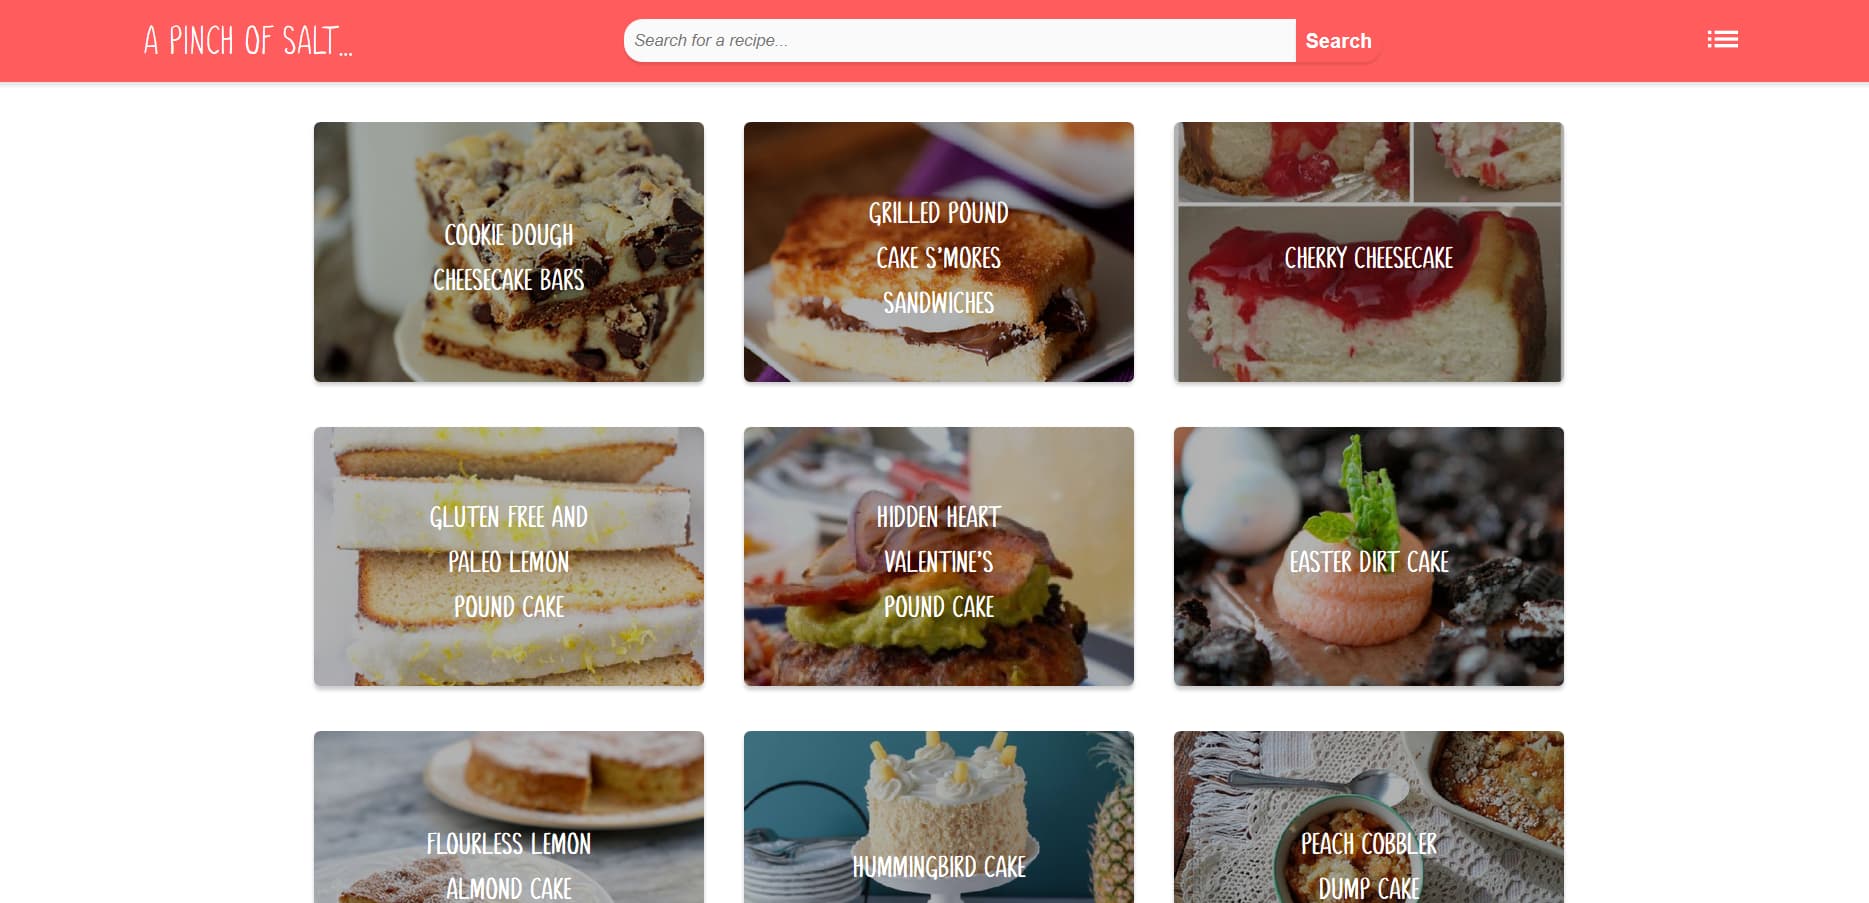 A PINCH OF SALT...
Search for a recipe...
Search
COOKIE DOUGH
CHEESECAKE BARS
GRILLED POUND
CAKE S'MORES
SANDWICHES
CHERRY CHEESECAKE
GLUTEN FREE AND
PALEO LEMON
POUND CAKE
HIDDEN HEART
VALENTINE'S
POUND CAKE
EASTER DIRT CAKE
FLOURLESS LEMON
ALMOND CAKE
HUMMINGBIRD CAKE
PEACH COBBLER
DUMP CAKE